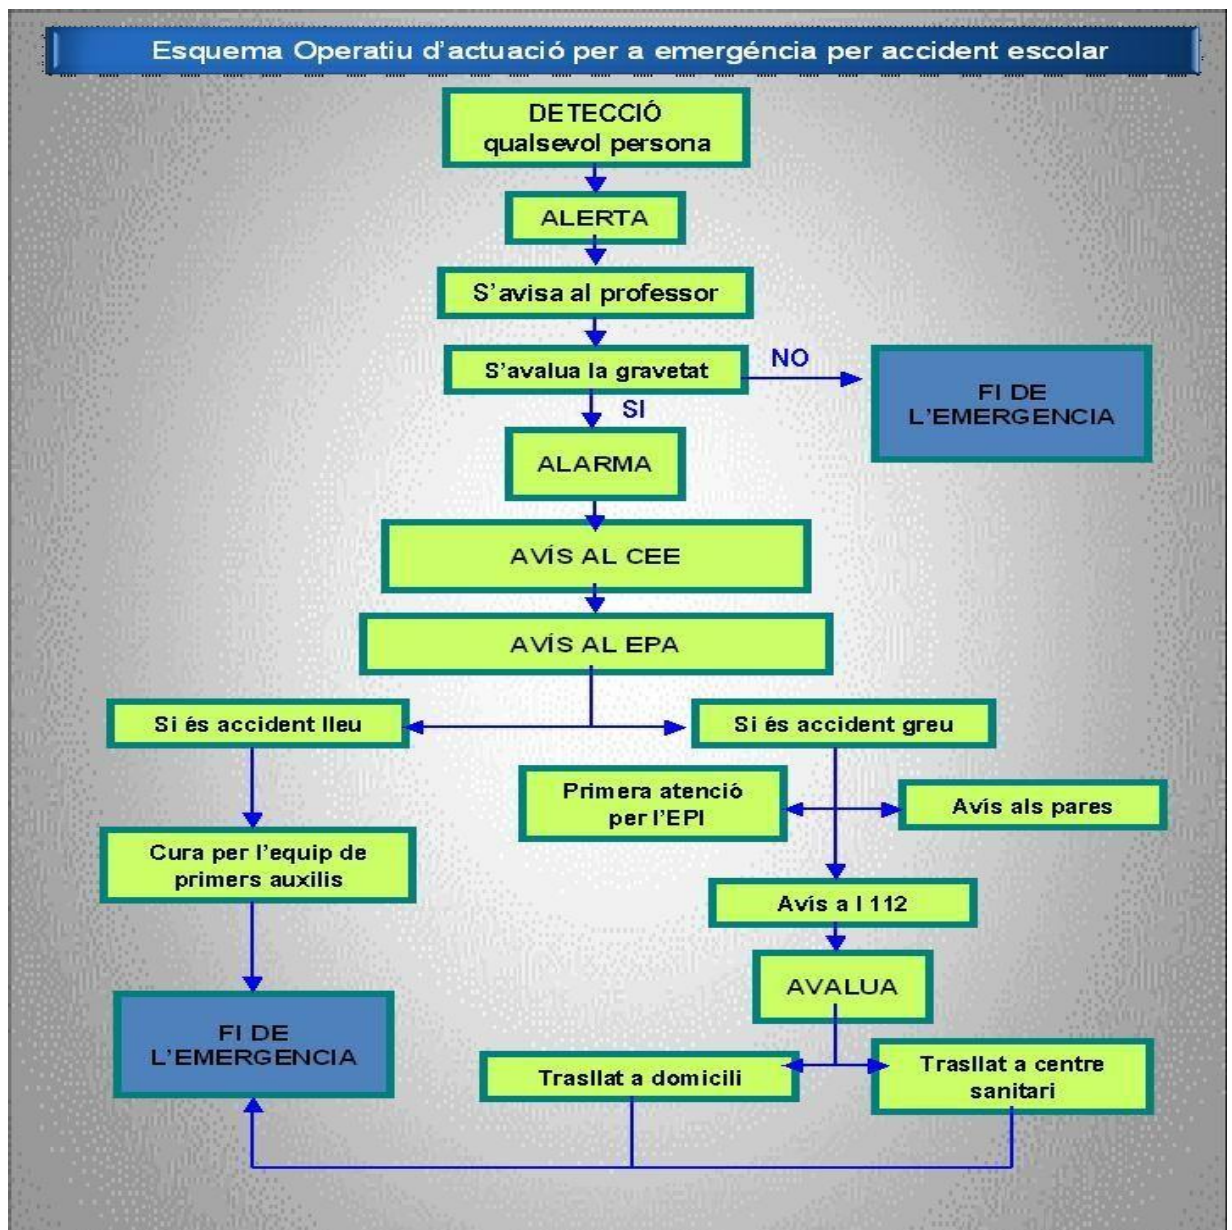 Esquema Operatiu d'actuació per a emergéncia per accident escolar
DETECCIÓ
qualsevol persona
ALERTA
S'avisa al professor
S'avalua la gravetat
NO
FI DE
L'EMERGENCIA
SI
ALARMA
AVÍS AL CEE
AVÍS AL EPA
Si és accident lleu
Si és accident greu
Primera atenció
per l'EPI
Avís als pares
Cura per l'equip de
primers auxilis
Avís a l 112
AVALUA
FI DE
L'EMERGENCIA
Trasllat a domicili
Trasllat a centre
sanitari